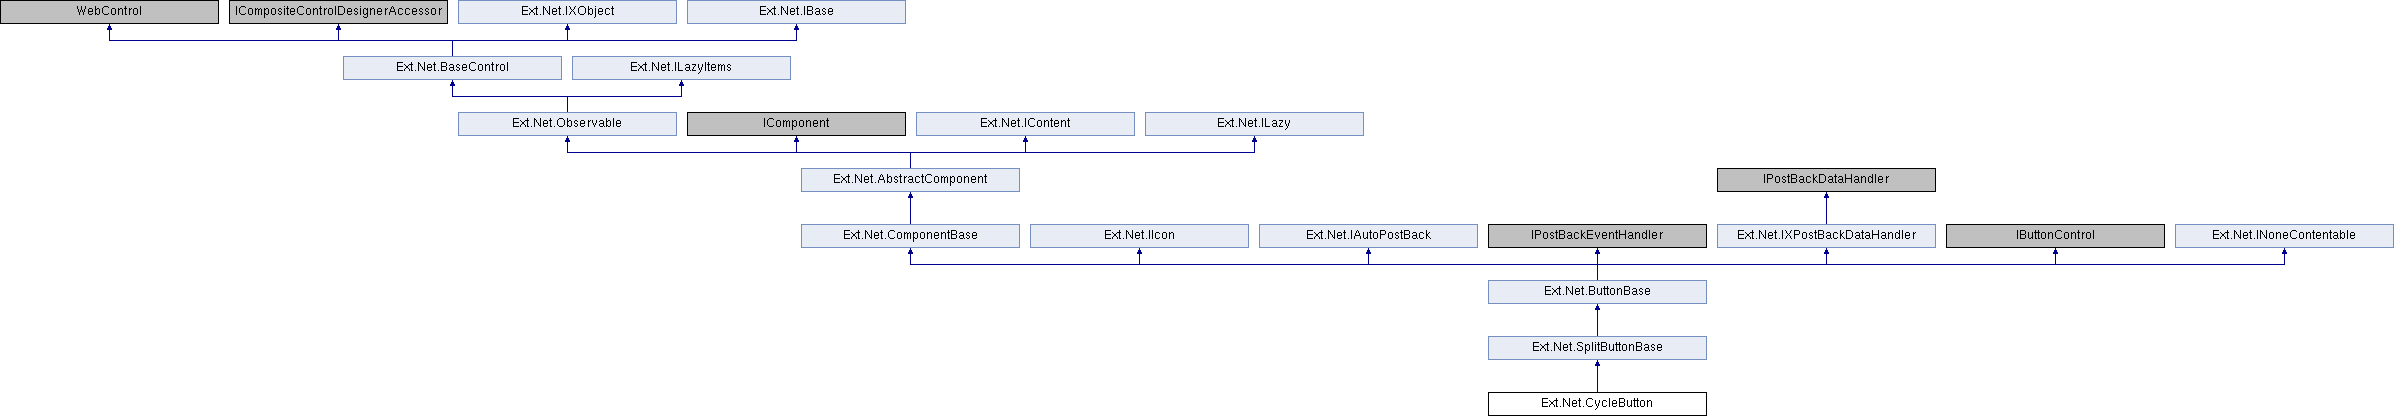 WebControl
ICompositeControlDesignerAccessor
Ext.Net.IXObject
Ext.Net.IBase
Ext.Net.BaseControl
Ext.Net.ILazyItems
Ext.Net.Observable
IComponent
Ext.Net.IContent
Ext.Net.ILazy
Ext.Net.AbstractComponent
IPostBackDataHandler
Ext.Net.ComponentBase
Ext.Net.IIcon
Ext.Net.IAutoPostBack
IPostBackEventHandler
Ext.Net.IXPostBackDataHandler
IButtonControl
Ext.Net.INoneContentable
Ext.Net.ButtonBase
Ext.Net.SplitButtonBase
Ext.Net.CycleButton